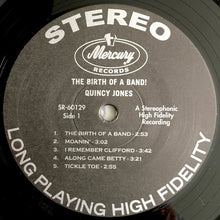 STEREO
Mercury
RECORDS
THE BIRTH OF A BAND!
QUINCY JONES
SR-60129
Side 1
A Stereophonic
High Fidelity
Recording
1. THE BIRTH OF A BAND-2:53
2. MOANIN'-3:02
3. I REMEMBER CLIFFORD-3:42
4. ALONG CAME BETTY-3:21
5. TICKLE TOE-2:53
LONG PLAYING HIGH FIDELITY